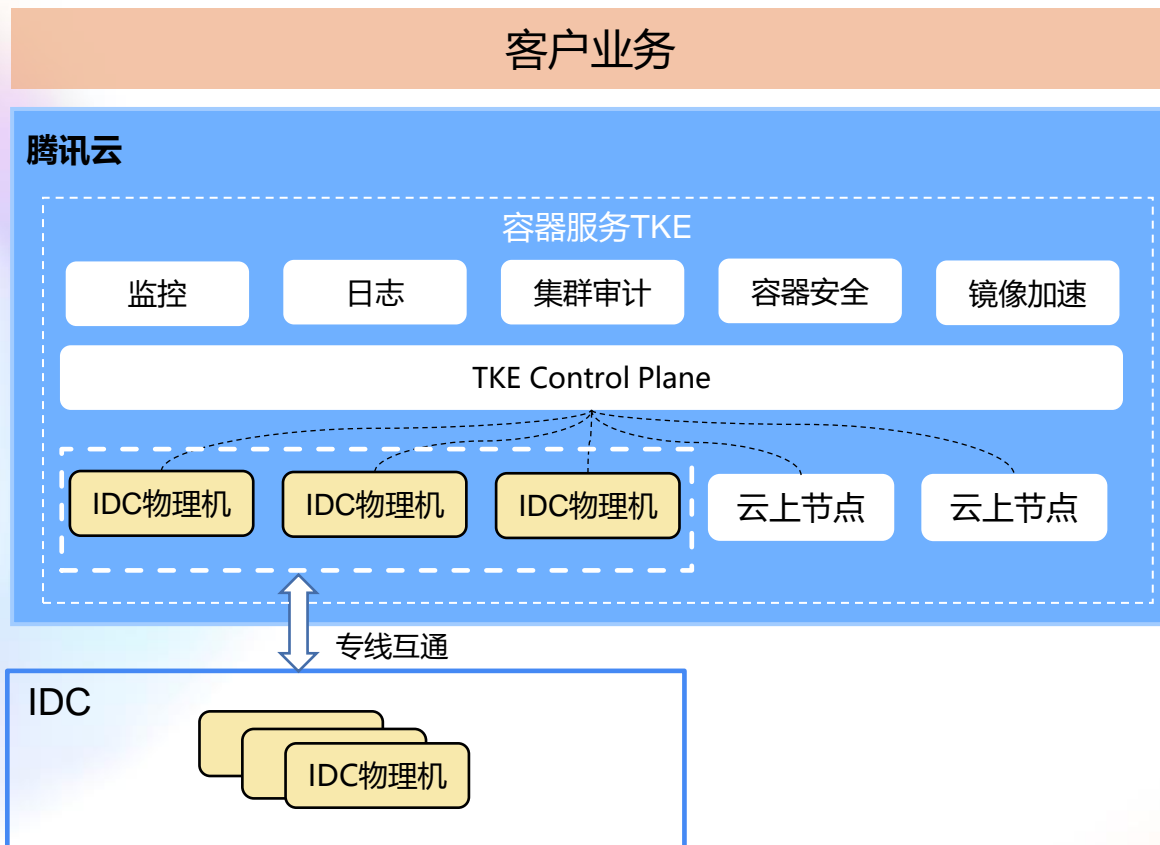 客户业务
腾讯云
容器服务TKE
监控
日志
集群审计
容器安全
镜像加速
TKE Control Plane
IDC物理机
IDC物理机
IDC物理机
云上节点
云上节点
专线互通
IDC
IDC物理机